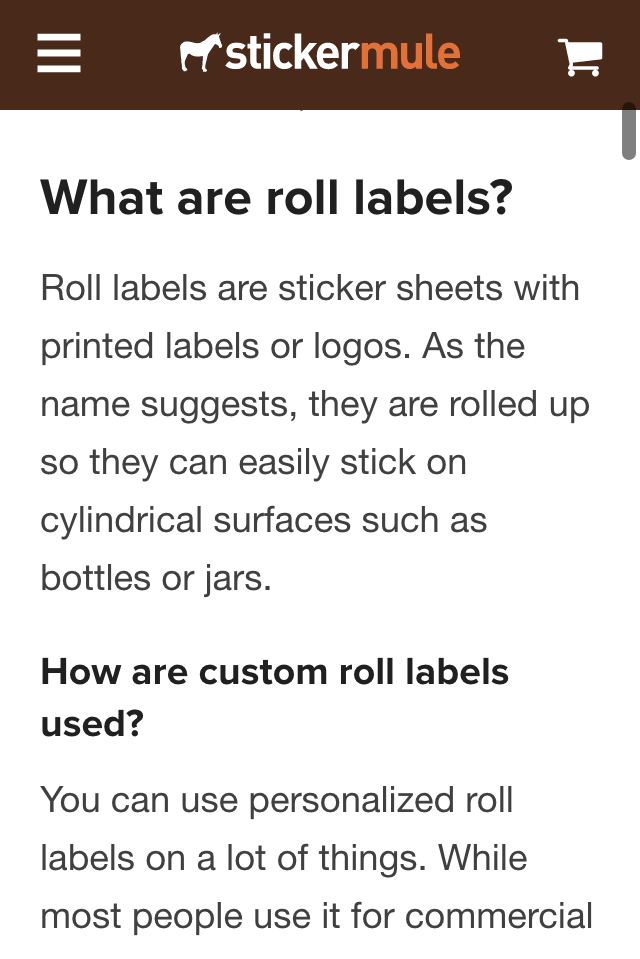 stickermule
What are roll labels?
Roll labels are sticker sheets with
printed labels or logos. As the
name suggests, they are rolled up
so they can easily stick on
cylindrical surfaces such as
bottles or jars.
How are custom roll labels
used?
You can use personalized roll
labels on a lot of things. While
most people use it for commercial